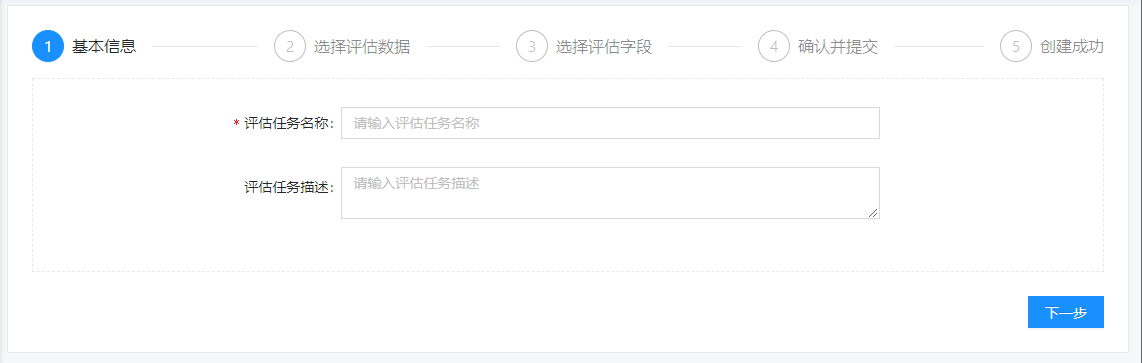 1 基本信息 2 选择评估数据 3 选择评估字段 4 确认并提交 5 创建成功
* 评估任务名称: 请输入评估任务名称
评估任务描述: 请输入评估任务描述
下一步